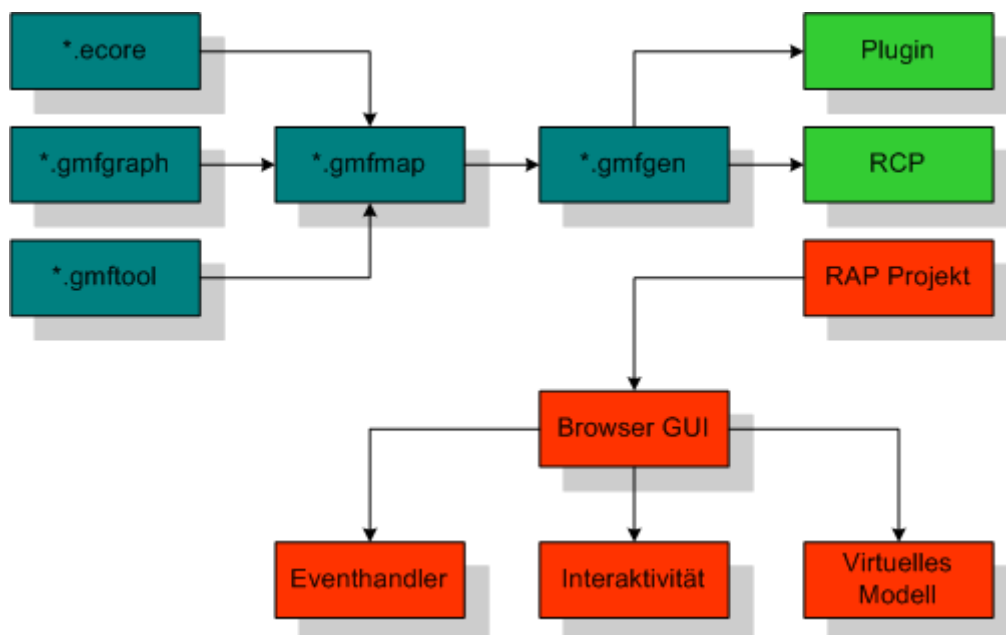 *.ecore
Plugin
*.gmfgraph
*.gmfmap
*.gmfgen
RCP
*.gmftool
RAP Projekt
Browser GUI
Eventhandler
Interaktivität
Virtuelles
Modell